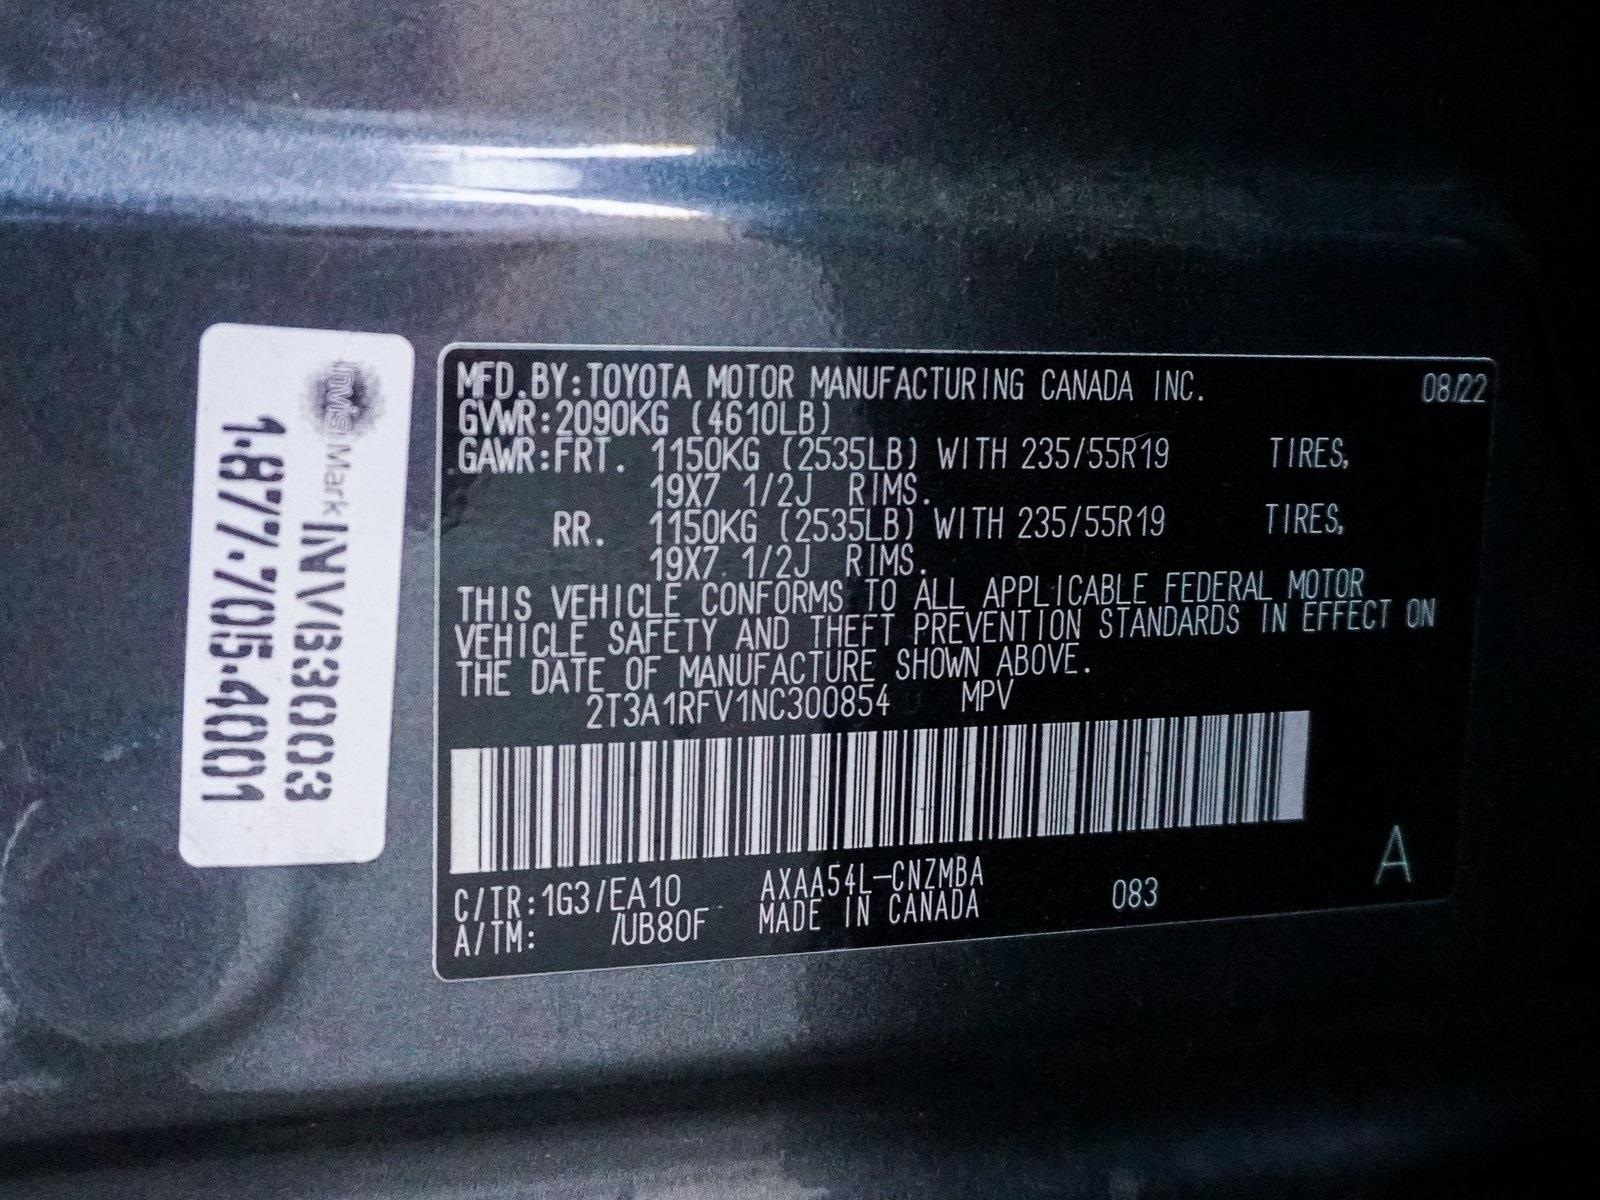 InvisiMark INV63003
1.877.705.4001
MFD.BY:TOYOTA MOTOR MANUFACTURING CANADA INC. 08/22
GVWR:2090KG (4610LB)
GAWR:FRT. 1150KG (2535LB) WITH 235/55R19 TIRES,
19X7 1/2J RIMS.
RR. 1150KG (2535LB) WITH 235/55R19 TIRES,
19X7 1/2J RIMS.
THIS VEHICLE CONFORMS TO ALL APPLICABLE FEDERAL MOTOR
VEHICLE SAFETY AND THEFT PREVENTION STANDARDS IN EFFECT ON
THE DATE OF MANUFACTURE SHOWN ABOVE.
2T3A1RFV1NC300854 MPV
C/TR:1G3/EA10 AXAA54L-CNZMBA 083 A
A/TM: /UB80F MADE IN CANADA